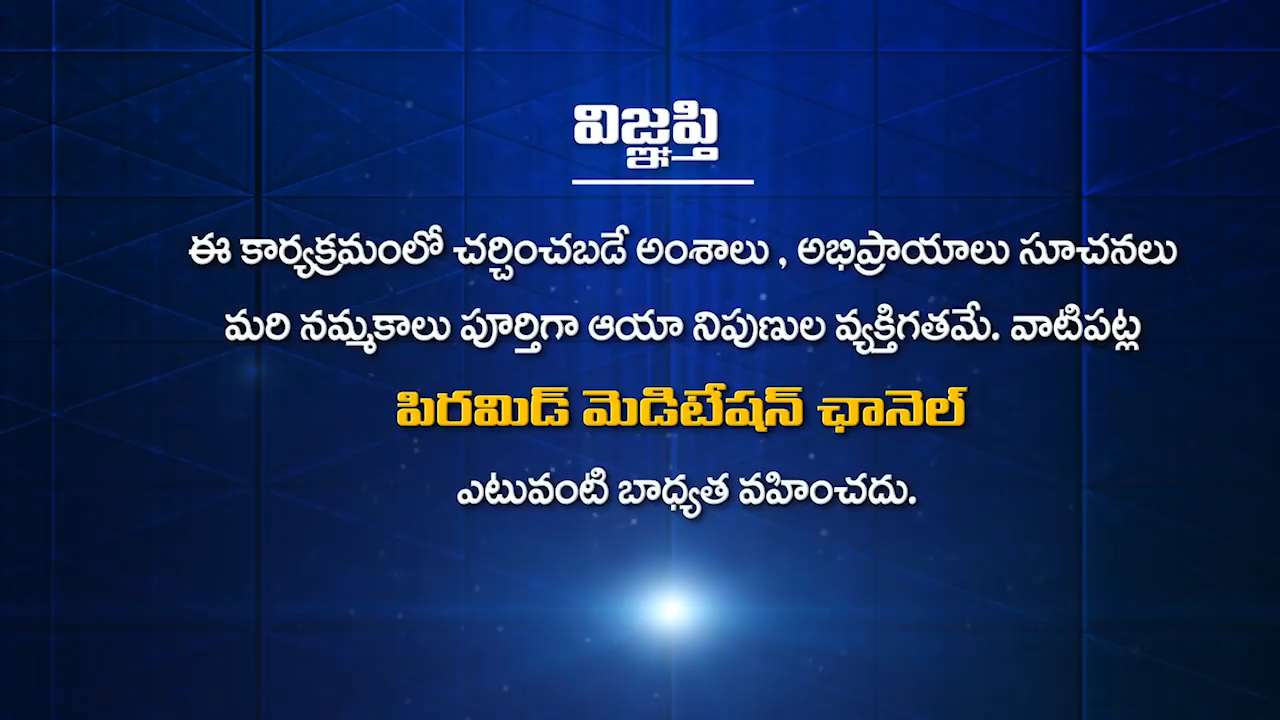 విజ్ఞప్తి
ఈ కార్యక్రమంలో చర్చించబడే అంశాలు , అభిప్రాయాలు సూచనలు
మరి నమ్మకాలు పూర్తిగా ఆయా నిపుణుల వ్యక్తిగతమే. వాటిపట్ల
పిరమిడ్ మెడిటేషన్ ఛానెల్
ఎటువంటి బాధ్యత వహించదు.